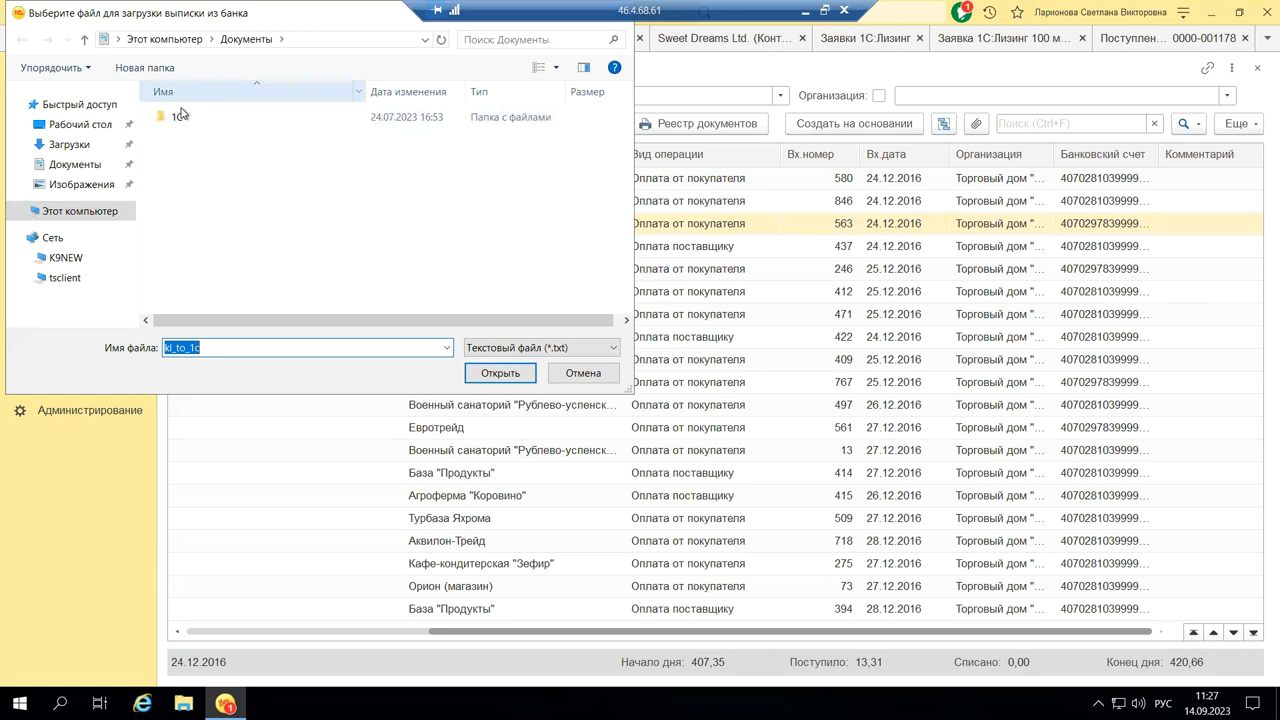 Выберите файл для загрузки выписки из банка
46.4.68.61
Ларионова Светлана Викторовна
Этот компьютер
Документы
Поиск: Документы
Sweet Dreams Ltd. (Конт...
Заявки 1С:Лизинг
Заявка 1С:Лизинг 100 м...
Поступлен... 0000-001178
Упорядочить
Новая папка
Имя
Дата изменения
Тип
Размер
24.07.2023 16:53
Папка с файлами
Быстрый доступ
Рабочий стол
Загрузки
Документы
Изображения
Этот компьютер
Сеть
K9NEW
tsclient
Имя файла:
kl_to_1c
Текстовый файл (*.txt)
Открыть
Отмена
Организация:
Реестр документов
Создать на основании
Поиск (Ctrl+F)
Еще
Вид операции Вх.номер Вх.дата Организация Банковский счет Комментарий
Оплата от покупателя 580 24.12.2016 Торговый дом "... 4070281039999...
Оплата от покупателя 846 24.12.2016 Торговый дом "... 4070281039999...
Оплата от покупателя 563 24.12.2016 Торговый дом "... 4070297839999...
Оплата поставщику 437 24.12.2016 Торговый дом "... 4070281039999...
Оплата от покупателя 246 25.12.2016 Торговый дом "... 4070297839999...
Оплата от покупателя 412 25.12.2016 Торговый дом "... 4070281039999...
Оплата от покупателя 471 25.12.2016 Торговый дом "... 4070281039999...
Оплата поставщику 422 24.12.2016 Торговый дом "... 4070281039999...
Оплата от покупателя 409 25.12.2016 Торговый дом "... 4070281039999...
Оплата от покупателя 767 25.12.2016 Торговый дом "... 4070297839999...
Администрирование
Военный санаторий "Рублево-успенск... Оплата от покупателя 497 26.12.2016 Торговый дом "... 4070281039999...
Евротрейд Оплата от покупателя 561 27.12.2016 Торговый дом "... 4070297839999...
Военный санаторий "Рублево-успенск... Оплата от покупателя 13 27.12.2016 Торговый дом "... 4070281039999...
База "Продукты" Оплата поставщику 414 27.12.2016 Торговый дом "... 4070281039999...
Агроферма "Коровино" Оплата поставщику 415 26.12.2016 Торговый дом "... 4070281039999...
Турбаза Яхрома Оплата от покупателя 509 27.12.2016 Торговый дом "... 4070281039999...
Аквилон-Трейд Оплата от покупателя 718 28.12.2016 Торговый дом "... 4070281039999...
Кафе-кондитерская "Зефир" Оплата от покупателя 275 27.12.2016 Торговый дом "... 4070281039999...
Орион (магазин) Оплата от покупателя 73 27.12.2016 Торговый дом "... 4070281039999...
База "Продукты" Оплата поставщику 394 28.12.2016 Торговый дом "... 4070281039999...
24.12.2016 Начало дня: 407,35 Поступило: 13,31 Списано: 0,00 Конец дня: 420,66
РУС
11:27
14.09.2023